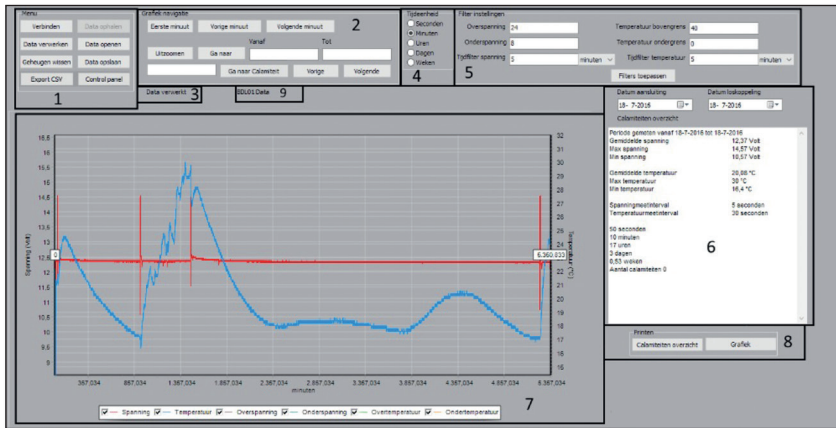 Menu
Verbinden
Data ophalen
Data verwerken
Data openen
Geheugen wissen
Data opslaan
Export CSV
Control panel
1
Grafiek navigatie
2
Eerste minuut
Vorige minuut
Volgende minuut
Vanaf
Tot
Uitzoomen
Ga naar
Ga naar Calamiteit
Vorige
Volgende
Tijdeenheid
Seconden
Minuten
Uren
Dagen
Weken
4
Filter instellingen
Overspanning
24
Temperatuur bovengrens
40
Onderspanning
8
Temperatuur ondergrens
0
Tijdfilter spanning
5
minuten
Tijdfilter temperatuur
5
minuten
5
Filters toepassen
Data verwerkt
3
BDL01:Data
9
Datum aansluiting
Datum loskoppeling
18- 7-2016
18- 7-2016
Calamiteiten overzicht
Periode gemeten vanaf 18-7-2016 tot 18-7-2016
Gemiddelde spanning 12,37 Volt
Max spanning 14,57 Volt
Min spanning 10,57 Volt
Gemiddelde temperatuur 20,08 °C
Max temperatuur 30 °C
Min temperatuur 16,4 °C
Spanningmeetinterval 5 seconden
Temperatuurmeetinterval 30 seconden
50 seconden
10 minuten
17 uren
3 dagen
0,53 weken
Aantal calamiteiten 0
6
Printen
Calamiteiten overzicht
Grafiek
8
16,5
16
15,5
15
14,5
14
13,5
13
12,5
12
11,5
11
10,5
10
9,5
9
Spanning (Volt)
0
32
31
30
29
28
27
26
25
24
23
22
21
20
19
18
17
16
15
Temperatuur (°C)
6.360,033
367,034
867,034
1.367,034
1.867,034
2.367,034
2.867,034
3.367,034
3.867,034
4.367,034
4.867,034
5.367,034
minuten
Spanning
Temperatuur
Overspanning
Onderspanning
Overtemperatuur
Ondertemperatuur
7